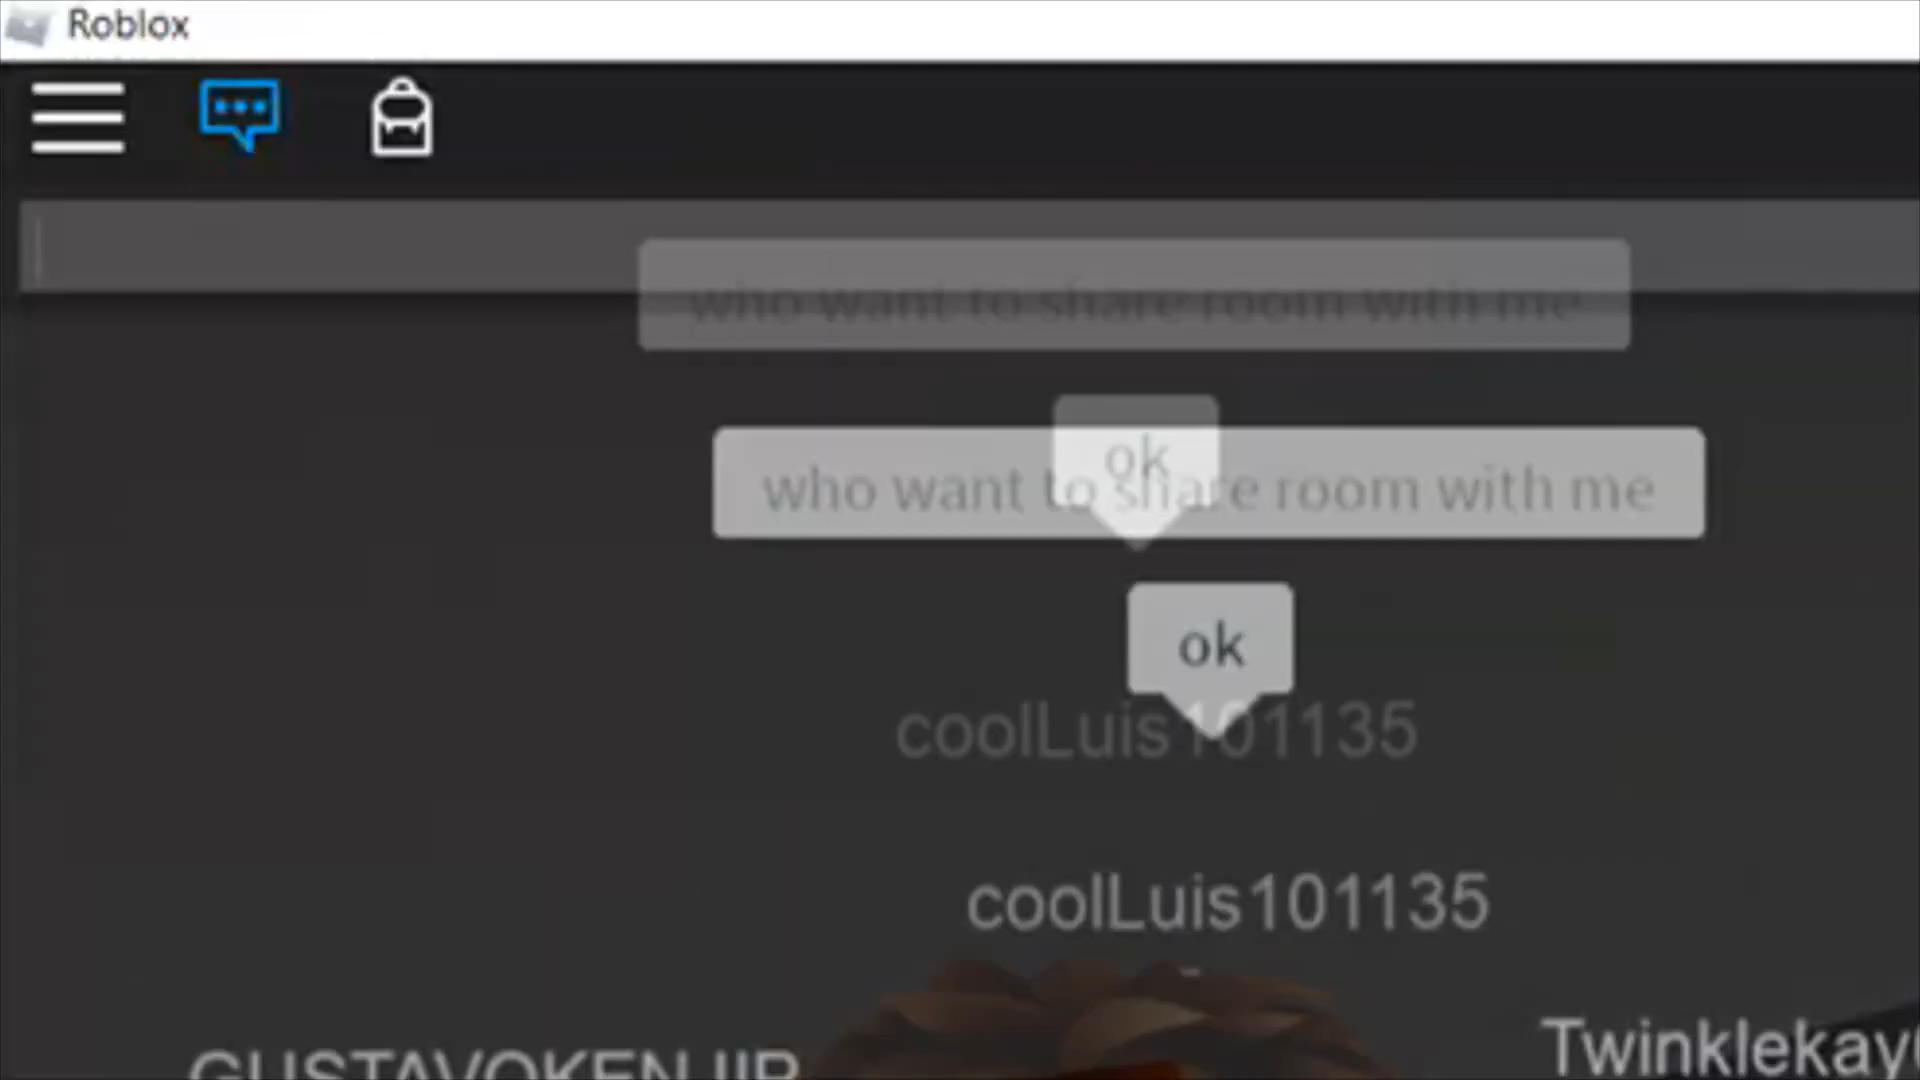 Roblox
who want to share room with me
ok
who want to share room with me
ok
coolLuis101135
coolLuis101135
Twinklekay